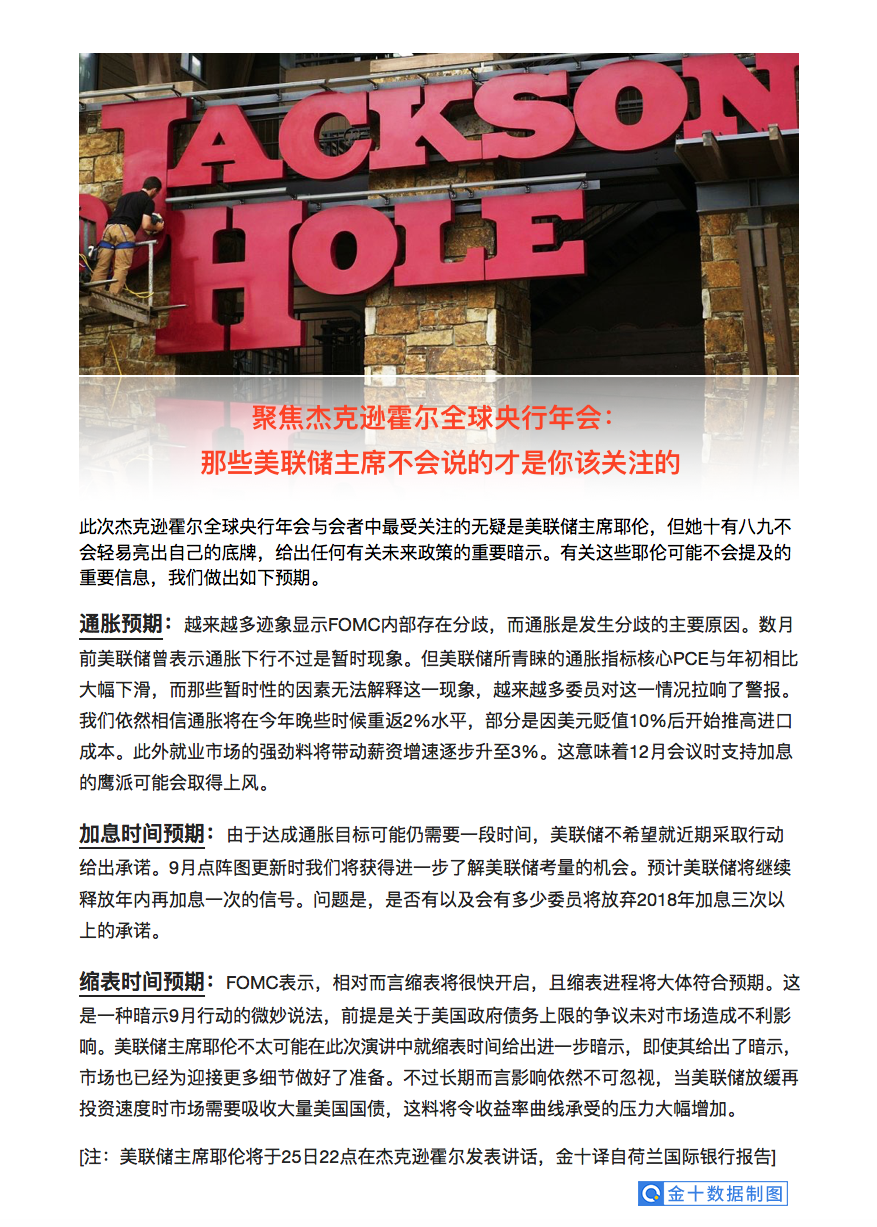 JACKSON
HOLE
聚焦杰克逊霍尔全球央行年会：
那些美联储主席不会说的才是你该关注的
此次杰克逊霍尔全球央行年会与会者中最受关注的无疑是美联储主席耶伦，但她十有八九不
会轻易亮出自己的底牌，给出任何有关未来政策的重要暗示。有关这些耶伦可能不会提及的
重要信息，我们做出如下预期。
通胀预期：越来越多迹象显示FOMC内部存在分歧，而通胀是发生分歧的主要原因。数月
前美联储曾表示通胀下行不过是暂时现象。但美联储所青睐的通胀指标核心PCE与年初相比
大幅下滑，而那些暂时性的因素无法解释这一现象，越来越多委员对这一情况拉响了警报。
我们依然相信通胀将在今年晚些时候重返2%水平，部分是因美元贬值10%后开始推高进口
成本。此外就业市场的强劲料将带动薪资增速逐步升至3%。这意味着12月会议时支持加息
的鹰派可能会取得上风。
加息时间预期：由于达成通胀目标可能仍需要一段时间，美联储不希望就近期采取行动
给出承诺。9月点阵图更新时我们将获得进一步了解美联储考量的机会。预计美联储将继续
释放年内再加息一次的信号。问题是，是否有以及会有多少委员将放弃2018年加息三次以
上的承诺。
缩表时间预期：FOMC表示，相对而言缩表将很快开启，且缩表进程将大体符合预期。这
是一种暗示9月行动的微妙说法，前提是关于美国政府债务上限的争议未对市场造成不利影
响。美联储主席耶伦不太可能在此次演讲中就缩表时间给出进一步暗示，即使其给出了暗示，
市场也已经为迎接更多细节做好了准备。不过长期而言影响依然不可忽视，当美联储放缓再
投资速度时市场需要吸收大量美国国债，这料将令收益率曲线承受的压力大幅增加。
[注：美联储主席耶伦将于25日22点在杰克逊霍尔发表讲话，金十译自荷兰国际银行报告]
金十数据制图